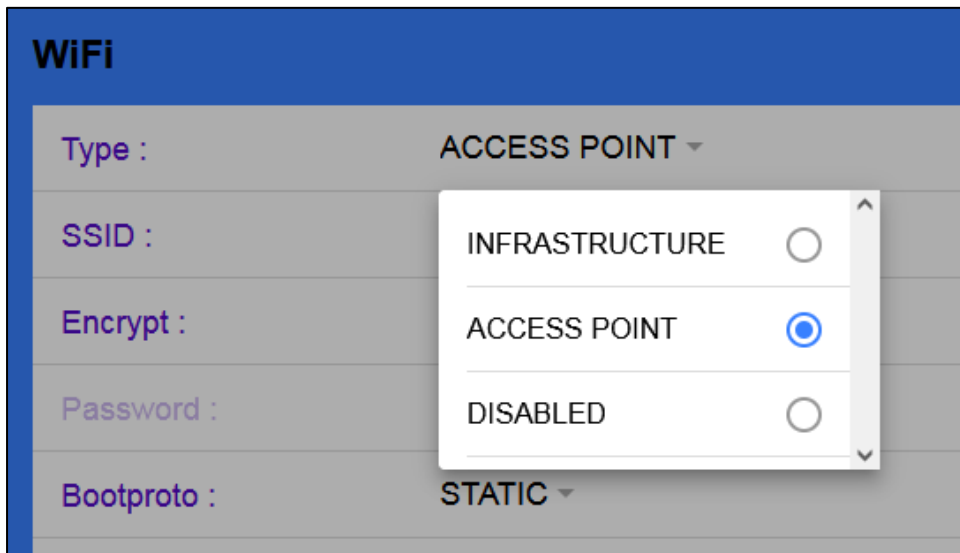 WiFi
Type : ACCESS POINT
SSID :
INFRASTRUCTURE
Encrypt :
ACCESS POINT
Password :
DISABLED
Bootproto : STATIC